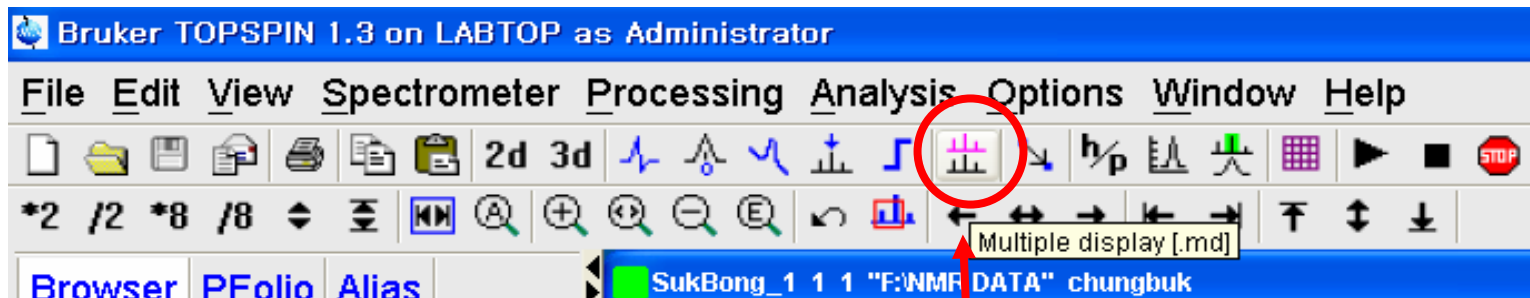 Bruker TOPSPIN 1.3 on LABTOP as Administrator
File Edit View Spectrometer Processing Analysis Options Window Help
2d 3d h/p STOP
*2 /2 *8 /8 A E
Multiple display [.md]
Browser PFolio Alias
SukBong_1 1 1 "F:\NMR DATA" chungbuk